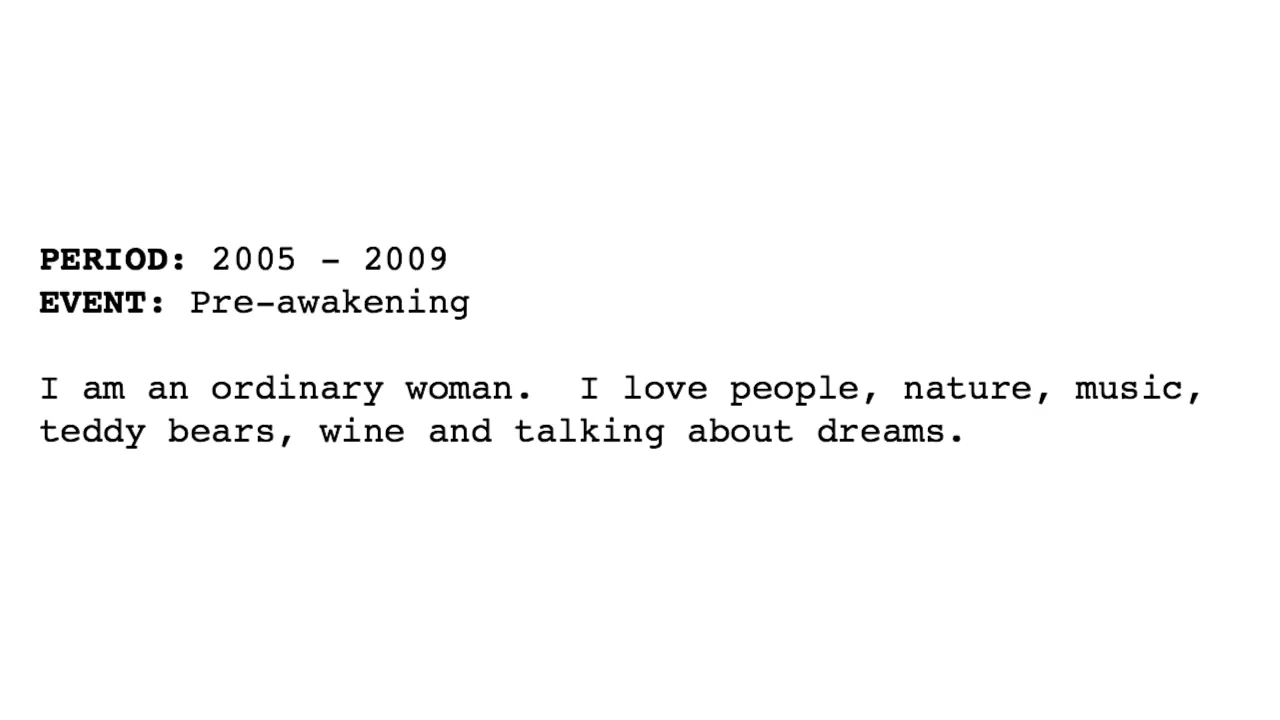 PERIOD: 2005 – 2009
EVENT: Pre-awakening
I am an ordinary woman.  I love people, nature, music,
teddy bears, wine and talking about dreams.